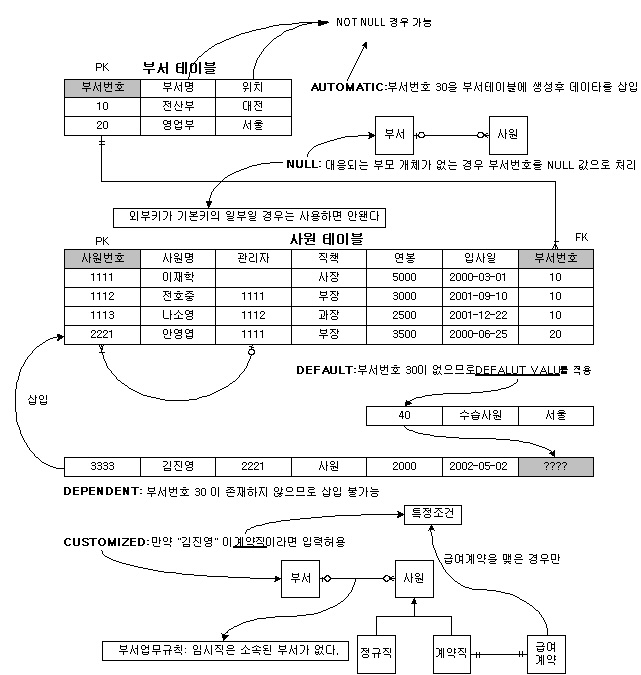 NOT NULL 경우 가능
PK 부서 테이블
부서번호 부서명 위치
10 전산부 대전
20 영업부 서울
AUTOMATIC:부서번호 30을 부서테이블에 생성후 데이타를 삽입
부서 사원
NULL: 대응되는 부모 개체가 없는 경우 부서번호를 NULL 값으로 처리
외부키가 기본키의 일부일 경우는 사용하면 안됀다
PK 사원 테이블 FK
사원번호 사원명 관리자 직책 연봉 입사일 부서번호
1111 이재학 사장 5000 2000-03-01 10
1112 전호중 1111 부장 3000 2001-09-10 10
1113 나소영 1112 과장 2500 2001-12-22 10
2221 안영엽 1111 부장 3500 2000-06-25 20
DEFAULT:부서번호 30이 없으므로DEFALUT VALU를 적용
삽입
40 수습사원 서울
3333 김진영 2221 사원 2000 2002-05-02 ????
DEPENDENT: 부서번호 30 이 존재하지 않으므로 삽입 불가능
특정조건
CUSTOMIZED:만약 "김진영" 이 계약직이라면 입력허용
급여계약을 맺은 경우만
부서 사원
부서업무규칙: 임시직은 소속된 부서가 없다.
정규직 계약직 급여
계약